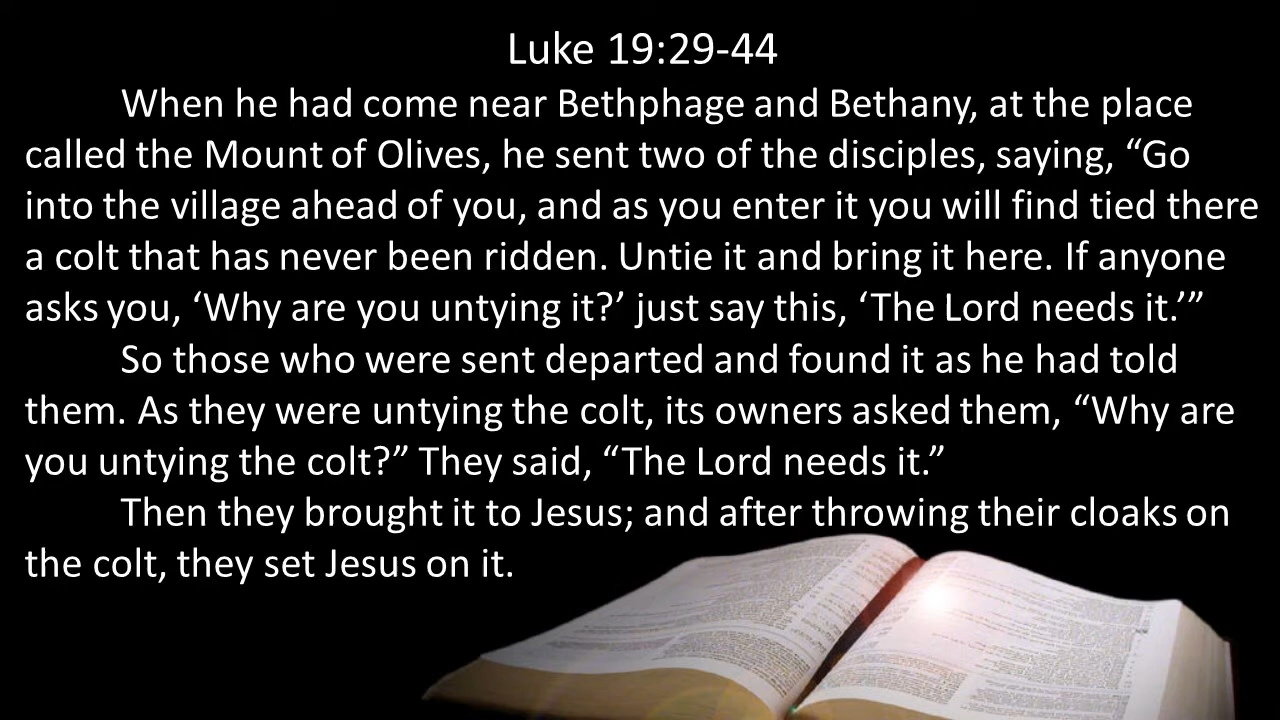 Luke 19:29-44
When he had come near Bethphage and Bethany, at the place
called the Mount of Olives, he sent two of the disciples, saying, “Go
into the village ahead of you, and as you enter it you will find tied there
a colt that has never been ridden. Untie it and bring it here. If anyone
asks you, ‘Why are you untying it?’ just say this, ‘The Lord needs it.’”
So those who were sent departed and found it as he had told
them. As they were untying the colt, its owners asked them, “Why are
you untying the colt?” They said, “The Lord needs it.”
Then they brought it to Jesus; and after throwing their cloaks on
the colt, they set Jesus on it.